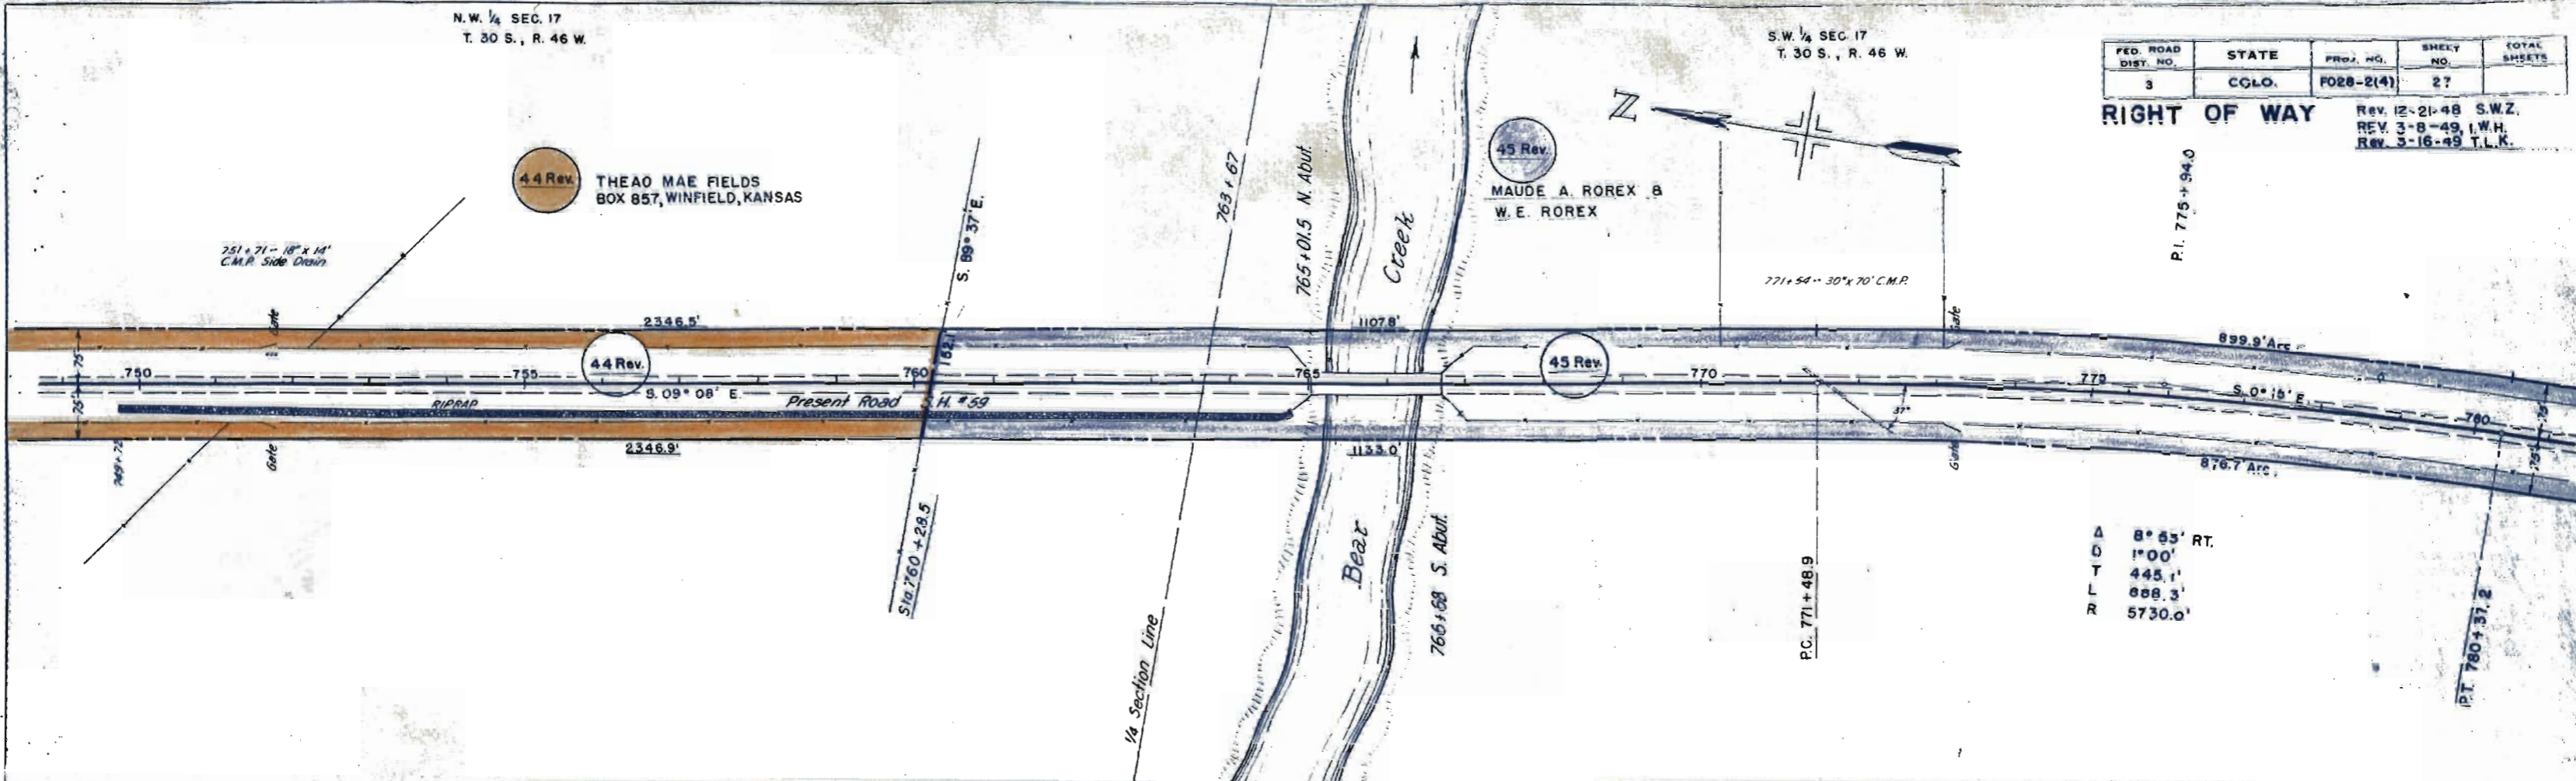 N.W. ¼ SEC. 17
T. 30 S., R. 46 W.
S.W. ¼ SEC 17
T. 30 S., R. 46 W.
FED. ROAD DIST. NO. STATE PROJ. NO. SHEET NO. TOTAL SHEETS
3 COLO. F028-2(4) 27
RIGHT OF WAY
Rev. 12-21-48 S.W.Z.
REV. 3-8-49, I.W.H.
Rev. 3-16-49 T.L.K.
Z
44 Rev.
THEAO MAE FIELDS
BOX 857, WINFIELD, KANSAS
45 Rev.
MAUDE A. ROREX &
W. E. ROREX
751+71 - 18" x 14'
C.M.P. Side Drain
S. 89° 37' E.
763 + 67
765+01.5 N. Abut.
Creek
771+54 - 30" x 70' C.M.P.
P.I. 775+94.0
Gate
2346.5'
1107.8'
Gate
899.9' Arc
75'
44 Rev.
152.1
45 Rev.
750
755
760
765
770
775
780
S. 09° 08' E.
S. 0° 15' E.
75'
RIPRAP
Present Road S.H. #59
37'
75'
75'
749+72
Gate
2346.9'
1133.0'
Gate
876.7' Arc
Sta. 760 + 28.5
¼ Section Line
Bear
766+68 S. Abut.
P.C. 771+48.9
Δ 8° 53' RT.
D 1° 00'
T 445.1'
L 888.3'
R 5730.0'
P.T. 780+37.2